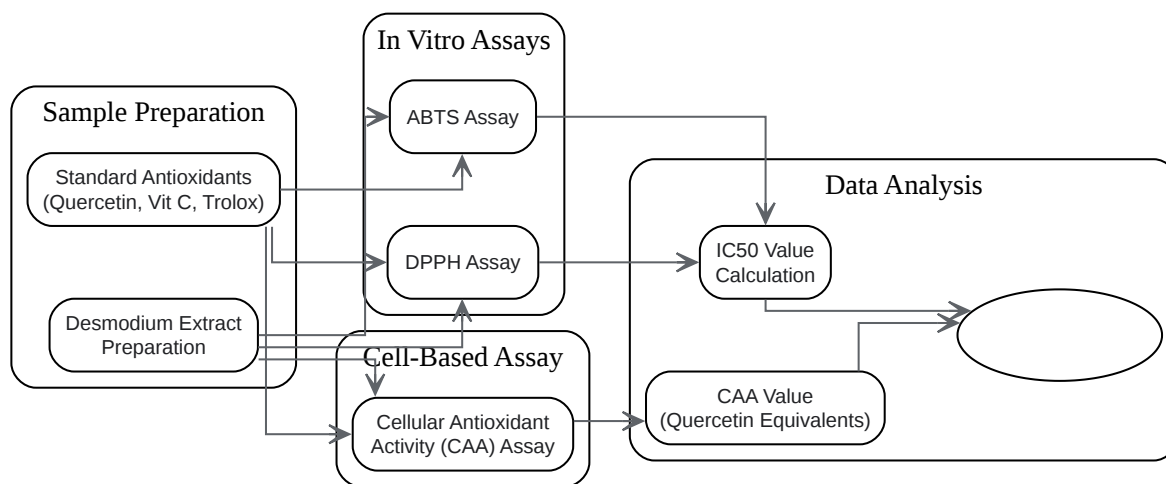 Sample Preparation
Standard Antioxidants
(Quercetin, Vit C, Trolox)
Desmodium Extract
Preparation
In Vitro Assays
ABTS Assay
DPPH Assay
Cell-Based Assay
Cellular Antioxidant
Activity (CAA) Assay
Data Analysis
IC50 Value
Calculation
CAA Value
(Quercetin Equivalents)